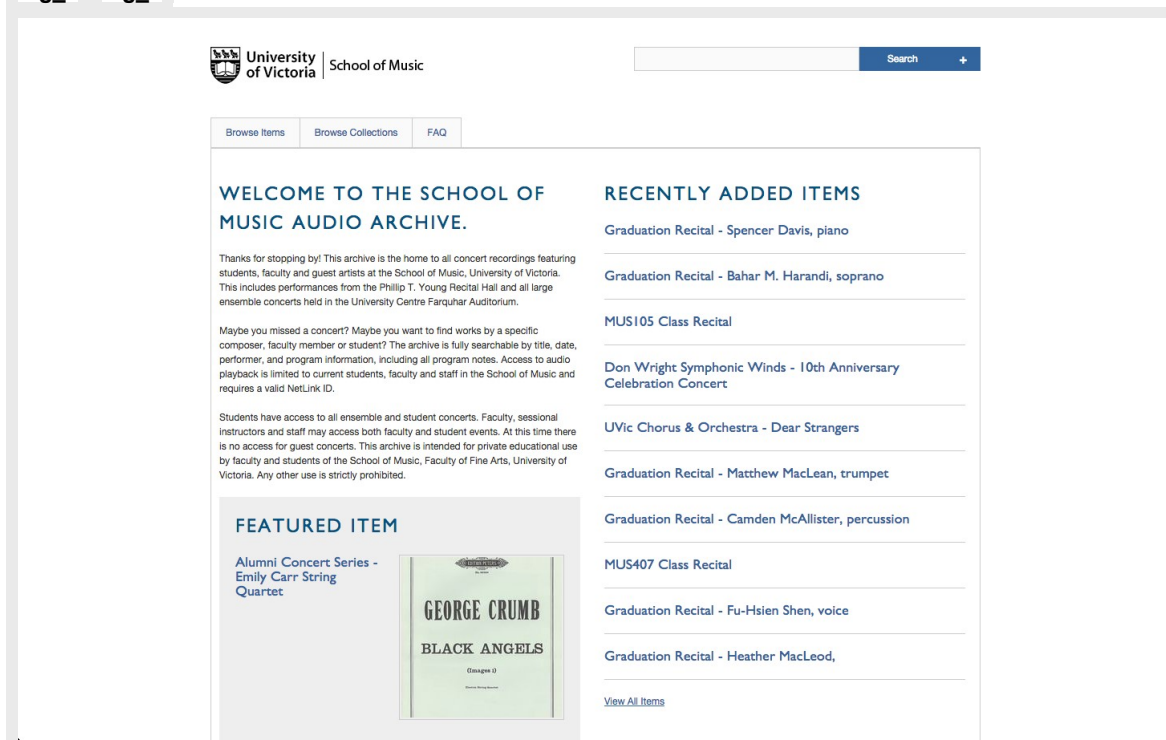 University
of Victoria
School of Music
Search +
Browse Items
Browse Collections
FAQ
WELCOME TO THE SCHOOL OF
MUSIC AUDIO ARCHIVE.
Thanks for stopping by! This archive is the home to all concert recordings featuring
students, faculty and guest artists at the School of Music, University of Victoria.
This includes performances from the Phillip T. Young Recital Hall and all large
ensemble concerts held in the University Centre Farquhar Auditorium.
Maybe you missed a concert? Maybe you want to find works by a specific
composer, faculty member or student? The archive is fully searchable by title, date,
performer, and program information, including all program notes. Access to audio
playback is limited to current students, faculty and staff in the School of Music and
requires a valid NetLink ID.
Students have access to all ensemble and student concerts. Faculty, sessional
instructors and staff may access both faculty and student events. At this time there
is no access for guest concerts. This archive is intended for private educational use
by faculty and students of the School of Music, Faculty of Fine Arts, University of
Victoria. Any other use is strictly prohibited.
FEATURED ITEM
Alumni Concert Series -
Emily Carr String
Quartet
EDITION PETERS
GEORGE CRUMB
BLACK ANGELS
(Images I)
RECENTLY ADDED ITEMS
Graduation Recital - Spencer Davis, piano
Graduation Recital - Bahar M. Harandi, soprano
MUS105 Class Recital
Don Wright Symphonic Winds - 10th Anniversary
Celebration Concert
UVic Chorus & Orchestra - Dear Strangers
Graduation Recital - Matthew MacLean, trumpet
Graduation Recital - Camden McAllister, percussion
MUS407 Class Recital
Graduation Recital - Fu-Hsien Shen, voice
Graduation Recital - Heather MacLeod,
View All Items